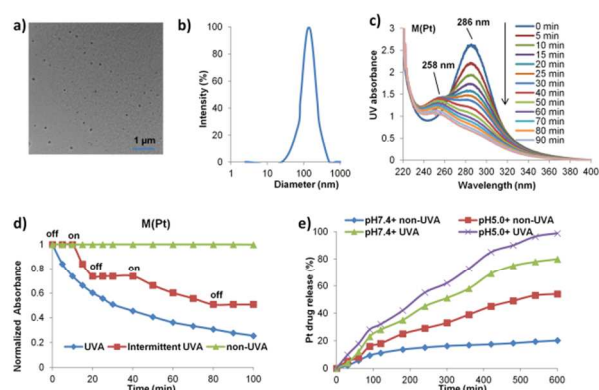 a)
1 µm
b)
Intensity (%)
100
80
60
40
20
0
1 10 100 1000
Diameter (nm)
c)
M(Pt)
286 nm
258 nm
UV absorbance
3
2.5
2
1.5
1
0.5
0
220 240 260 280 300 320 340 360 380 400
Wavelength (nm)
0 min
5 min
10 min
15 min
20 min
25 min
30 min
40 min
50 min
60 min
70 min
80 min
90 min
d)
M(Pt)
off on
off on
off
Normalized Absorbance
1
0.8
0.6
0.4
0.2
0
UVA Intermittent UVA non-UVA
0 20 40 60 80 100
Time (min)
e)
pH7.4+ non-UVA pH5.0+ non-UVA
pH7.4+ UVA pH5.0+ UVA
Pt drug release (%)
100
80
60
40
20
0
0 100 200 300 400 500 600
Time (min)